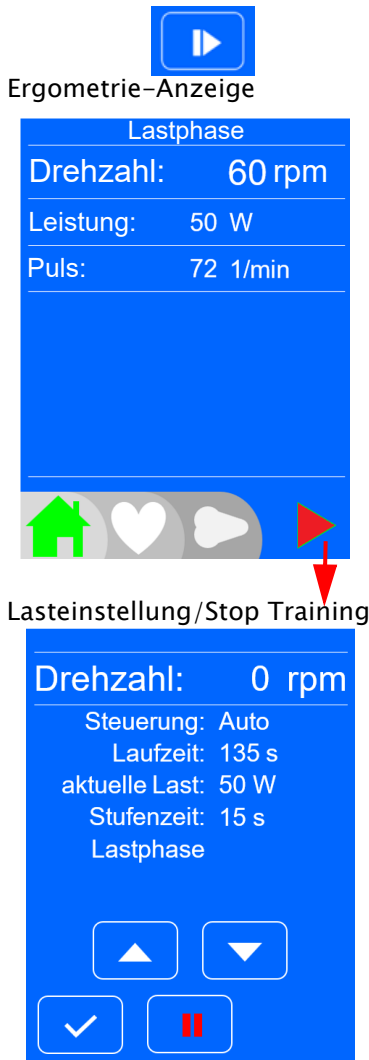 Ergometrie-Anzeige
Lastphase
Drehzahl: 60 rpm
Leistung: 50 W
Puls: 72 1/min
Lasteinstellung/Stop Training
Drehzahl: 0 rpm
Steuerung: Auto
Laufzeit: 135 s
aktuelle Last: 50 W
Stufenzeit: 15 s
Lastphase